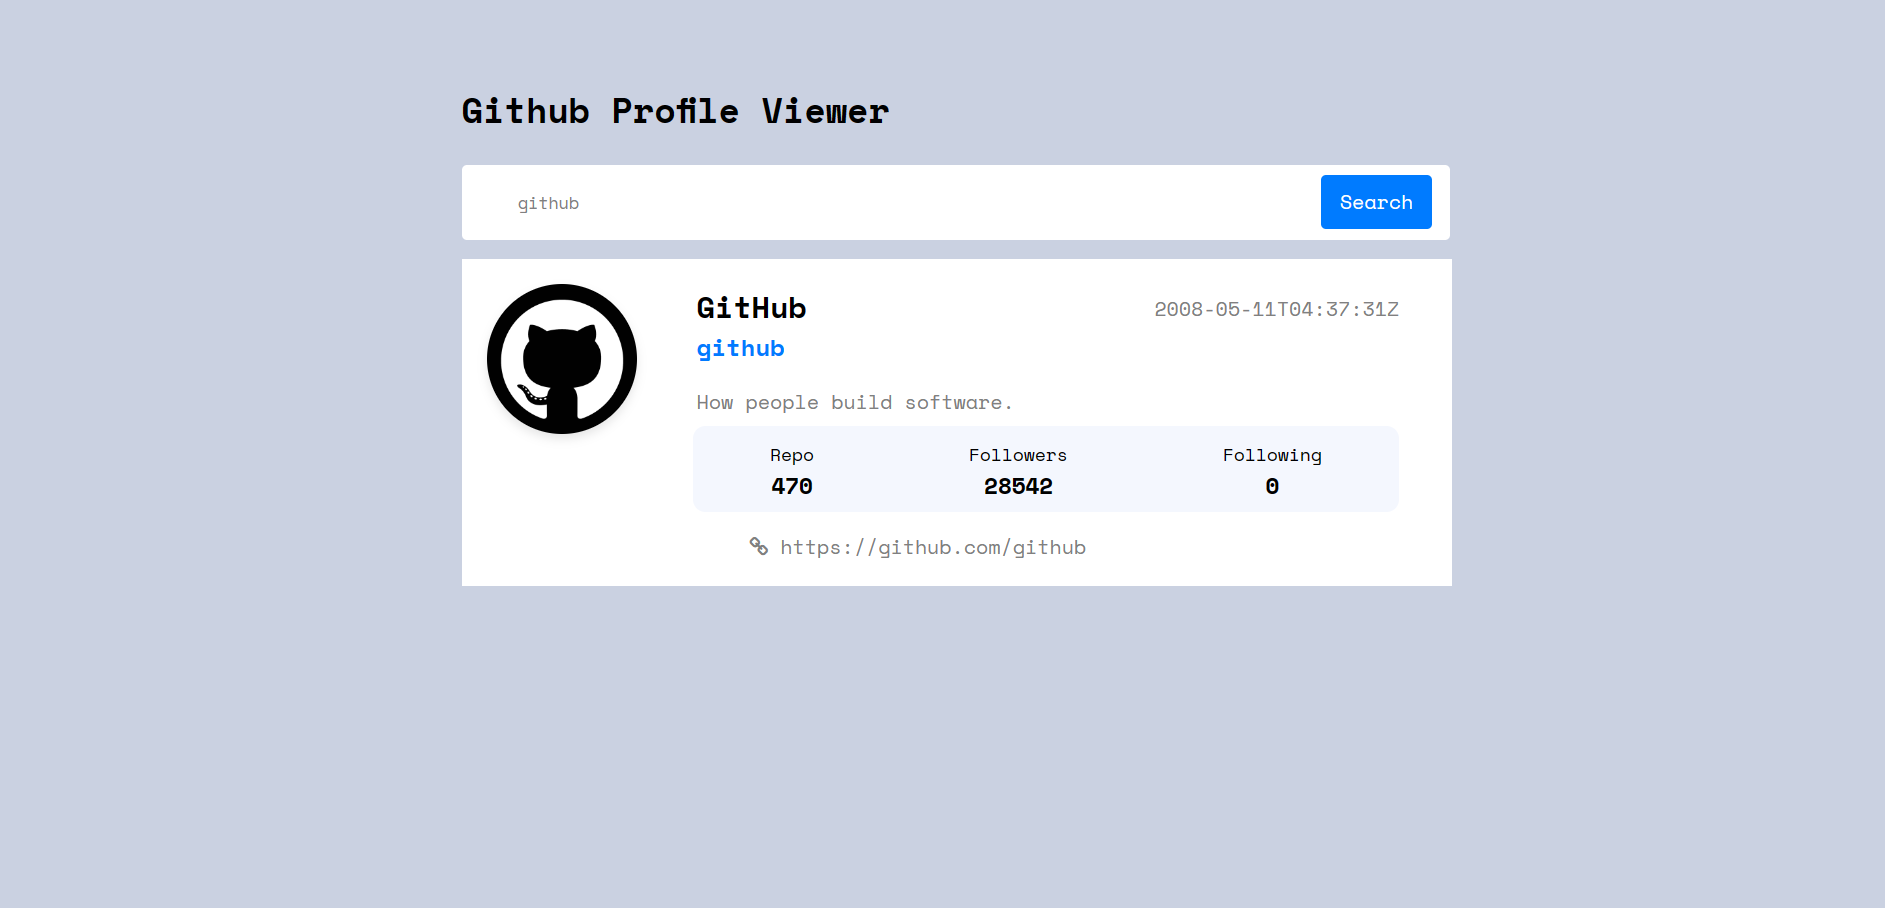 Github Profile Viewer
github
Search
GitHub
2008-05-11T04:37:31Z
github
How people build software.
Repo Followers Following
470 28542 0
https://github.com/github